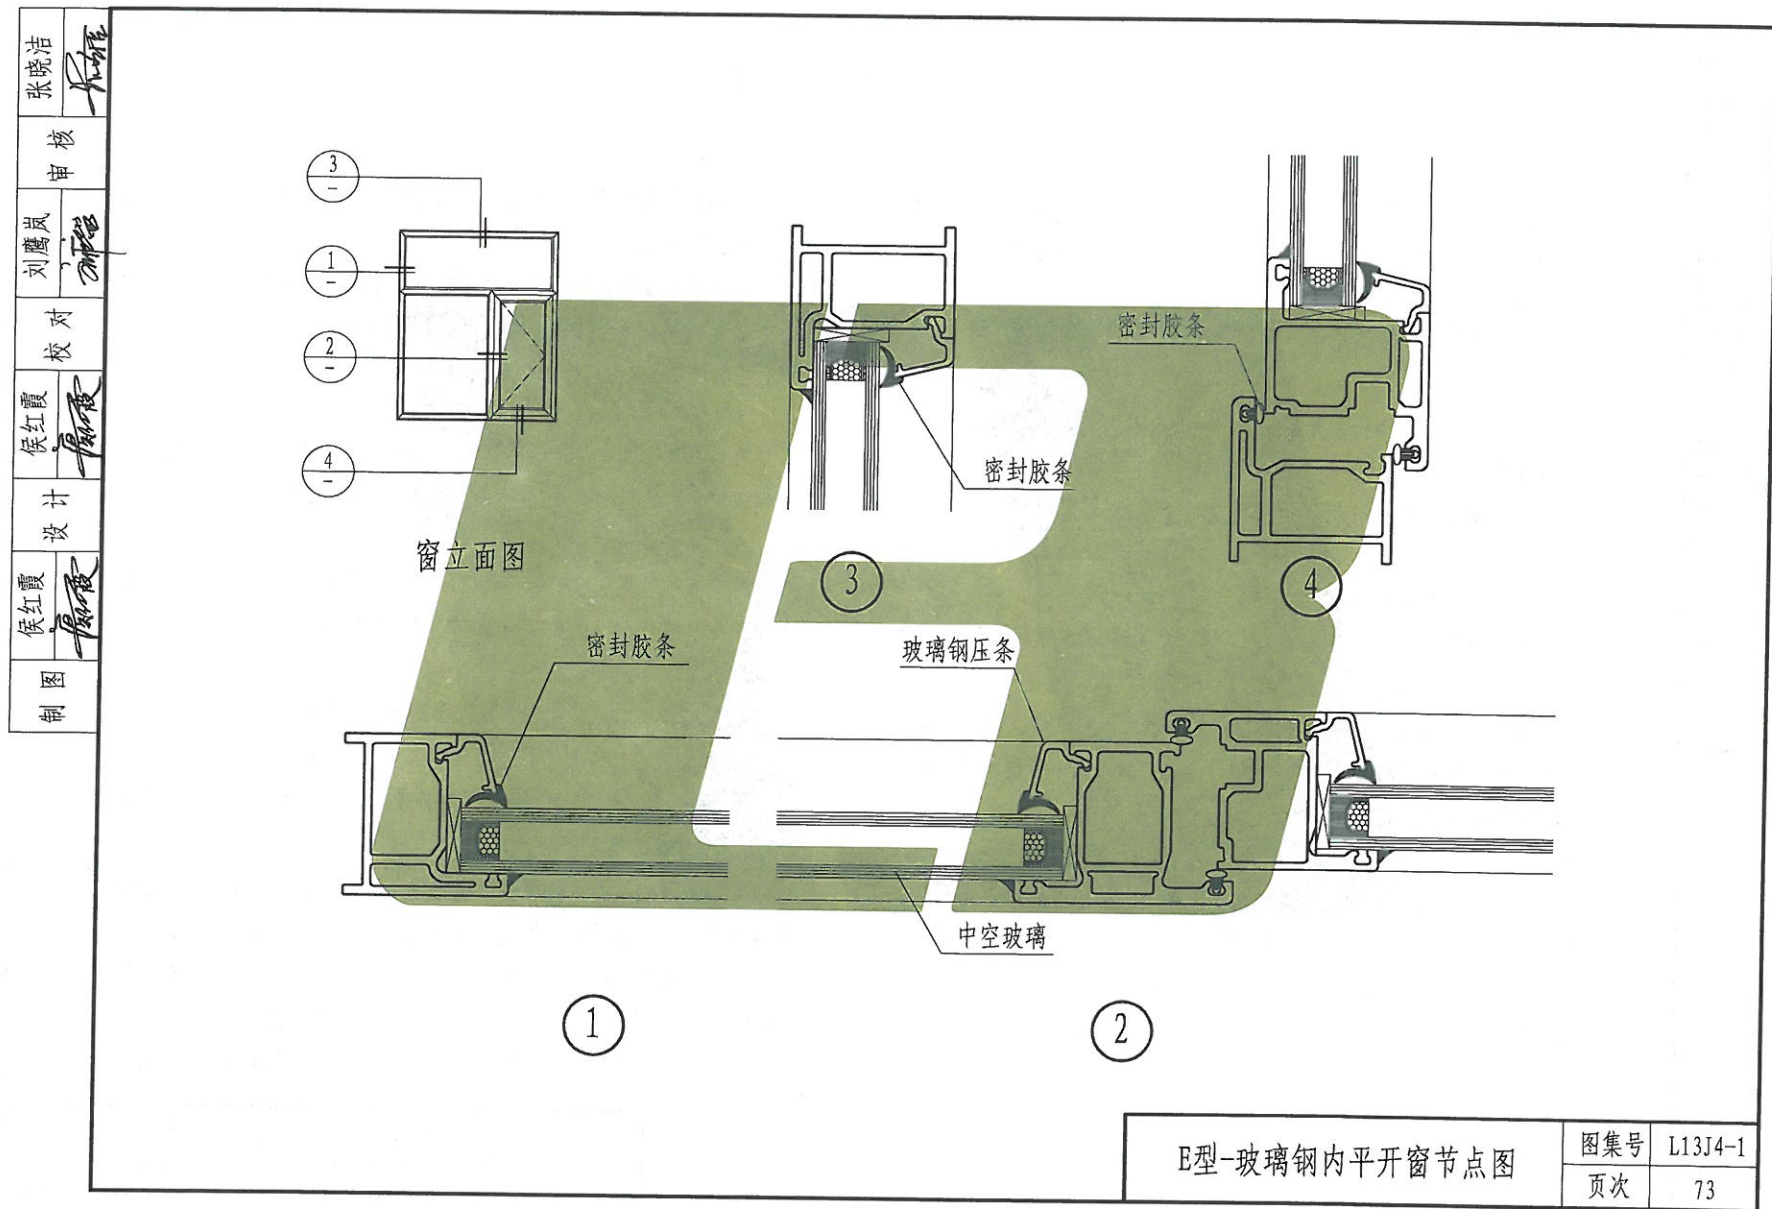 张晓洁
审核
刘鹰岚
校对
侯红霞
设计
侯红霞
制图
3
-
1
-
2
-
4
-
窗立面图
密封胶条
密封胶条
3
4
密封胶条
玻璃钢压条
中空玻璃
1
2
E型-玻璃钢内平开窗节点图
图集号 L13J4-1
页次 73